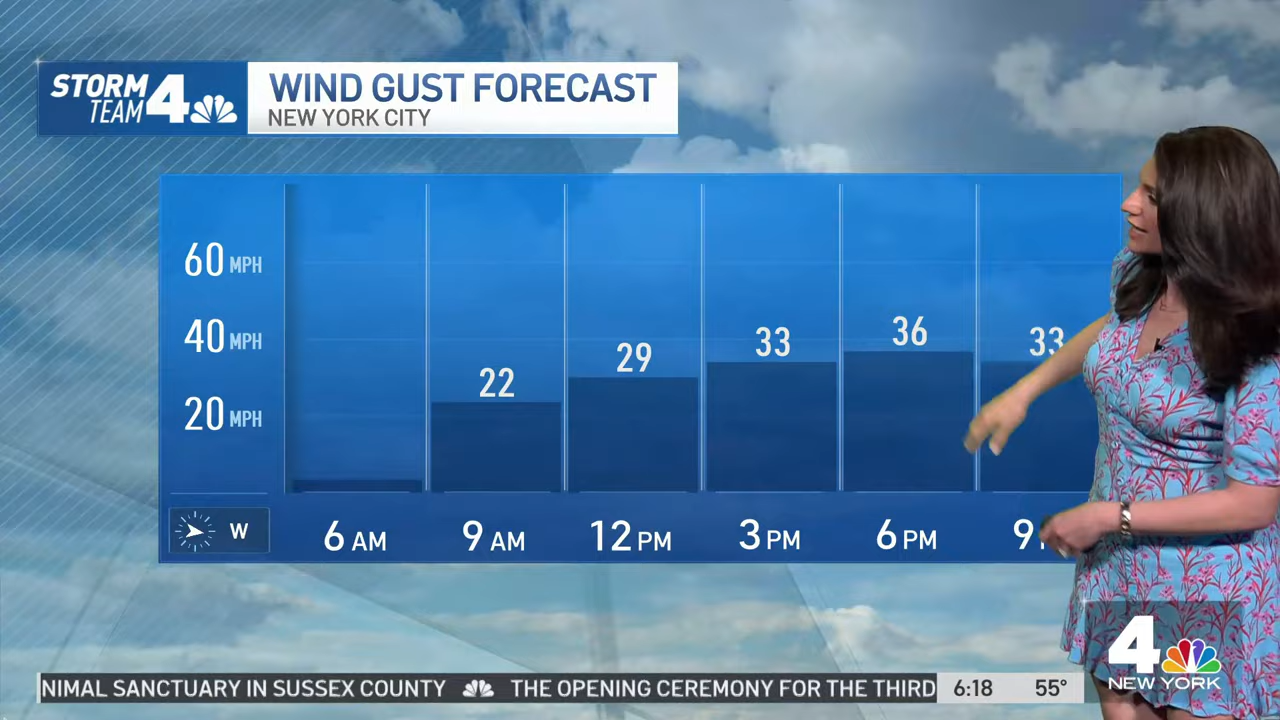 STORM
TEAM 4
WIND GUST FORECAST
NEW YORK CITY
60 MPH
40 MPH
20 MPH
22
29
33
36
33
W
6 AM
9 AM
12 PM
3 PM
6 PM
9
4
NEW YORK
NIMAL SANCTUARY IN SUSSEX COUNTY THE OPENING CEREMONY FOR THE THIRD
6:18 55°